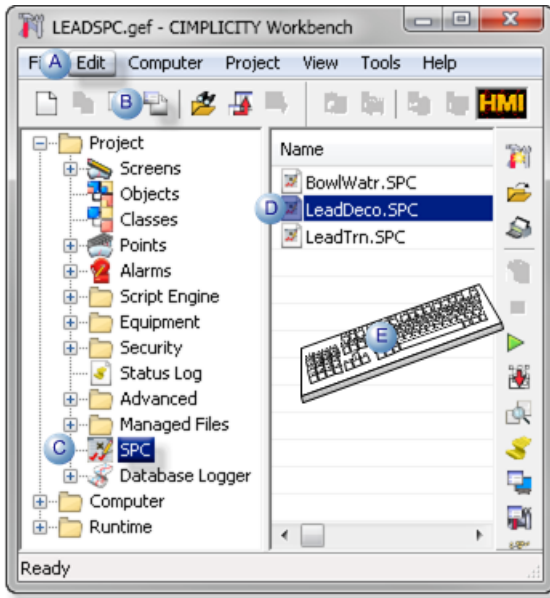 LEADSPC.gef - CIMPLICITY Workbench
F A Edit Computer Project View Tools Help
B HMI
Project
Screens
Objects
Classes
Points
Alarms
Script Engine
Equipment
Security
Status Log
Advanced
Managed Files
C SPC
Database Logger
Computer
Runtime
Name
BowlWatr.SPC
D LeadDeco.SPC
LeadTrn.SPC
E
Ready